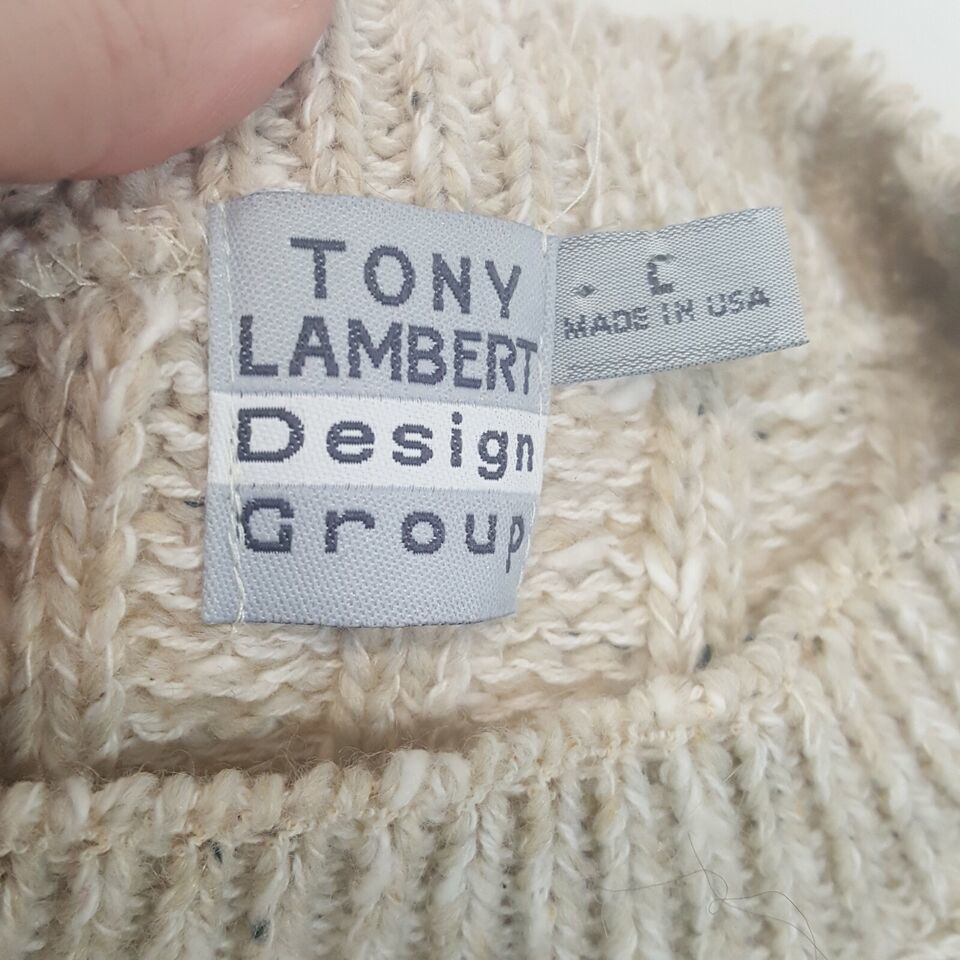 TONY
LAMBERT
Design
Group
MADE IN USA